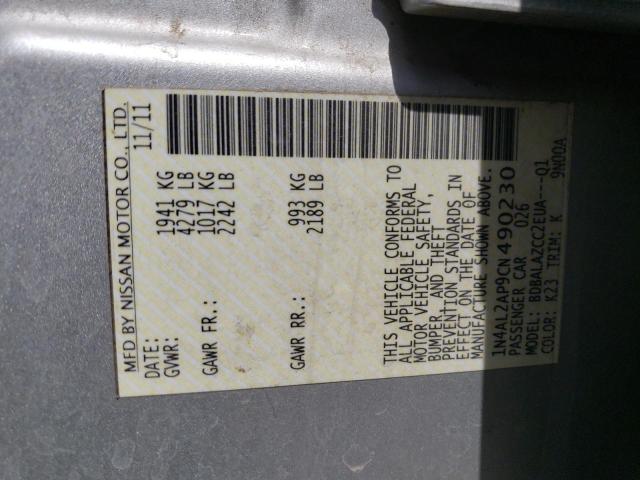 MFD BY NISSAN MOTOR CO., LTD.
DATE: 11/11
GVWR: 1941 KG
4279 LB
GAWR FR.: 1017 KG
2242 LB
GAWR RR.: 993 KG
2189 LB
THIS VEHICLE CONFORMS TO
ALL APPLICABLE FEDERAL
MOTOR VEHICLE SAFETY,
BUMPER, AND THEFT
PREVENTION STANDARDS IN
EFFECT ON THE DATE OF
MANUFACTURE SHOWN ABOVE.
1N4AL2AP9CN490230
PASSENGER CAR 026
MODEL: BDBALAZCC2EUA----Q1
COLOR: K23 TRIM: K 9N00A